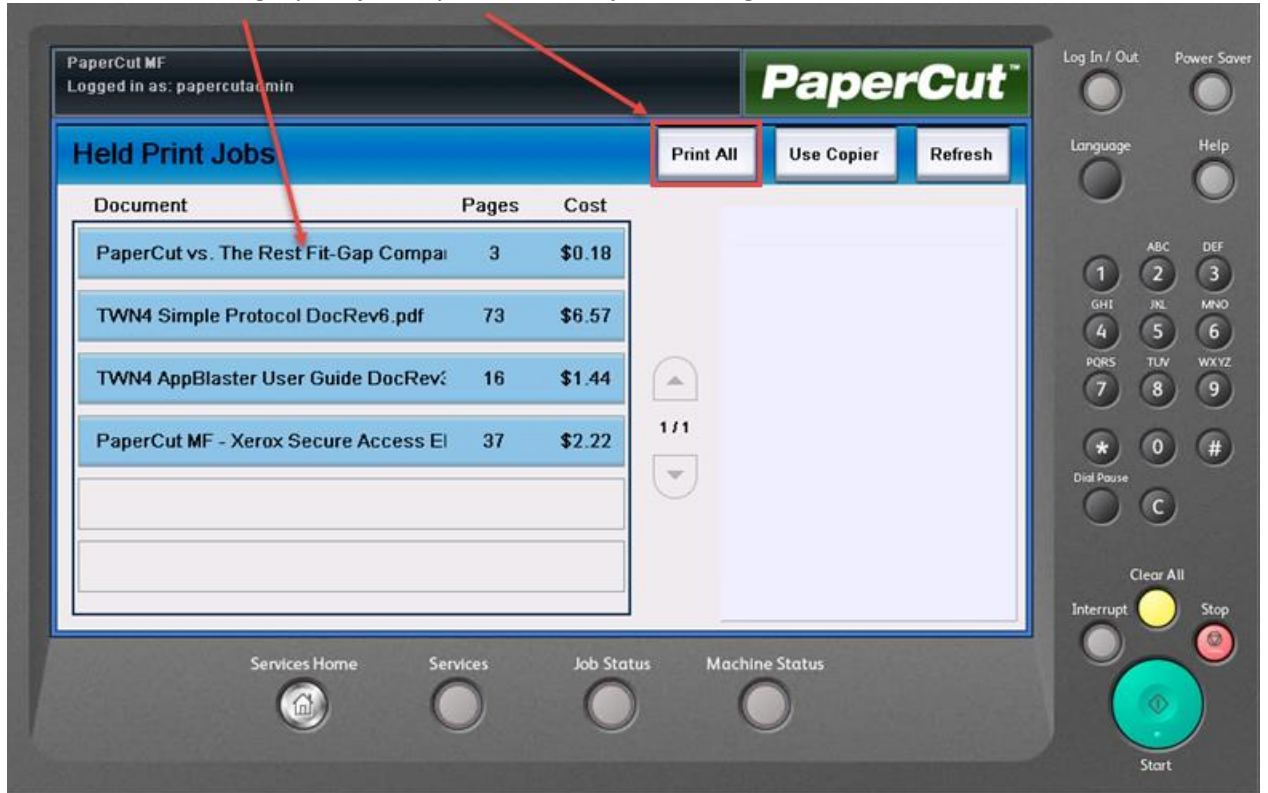 PaperCut MF
Logged in as: papercutadmin
PaperCut™
Held Print Jobs
Print All
Use Copier
Refresh
Document Pages Cost
PaperCut vs. The Rest Fit-Gap Compa 3 $0.18
TWN4 Simple Protocol DocRev6.pdf 73 $6.57
TWN4 AppBlaster User Guide DocRev 16 $1.44
PaperCut MF - Xerox Secure Access El 37 $2.22
1/1
Services Home
Services
Job Status
Machine Status
Log In / Out
Power Saver
Language
Help
ABC DEF
1 2 3
GHI JKL MNO
4 5 6
PQRS TUV WXYZ
7 8 9
* 0 #
Dial Pause
C
Clear All
Interrupt
Stop
Start